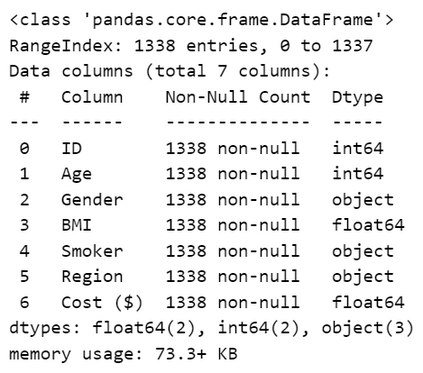 <class 'pandas.core.frame.DataFrame'>
RangeIndex: 1338 entries, 0 to 1337
Data columns (total 7 columns):
 #   Column    Non-Null Count  Dtype
---  ------    --------------  -----
 0   ID        1338 non-null   int64
 1   Age       1338 non-null   int64
 2   Gender    1338 non-null   object
 3   BMI       1338 non-null   float64
 4   Smoker    1338 non-null   object
 5   Region    1338 non-null   object
 6   Cost ($)  1338 non-null   float64
dtypes: float64(2), int64(2), object(3)
memory usage: 73.3+ KB